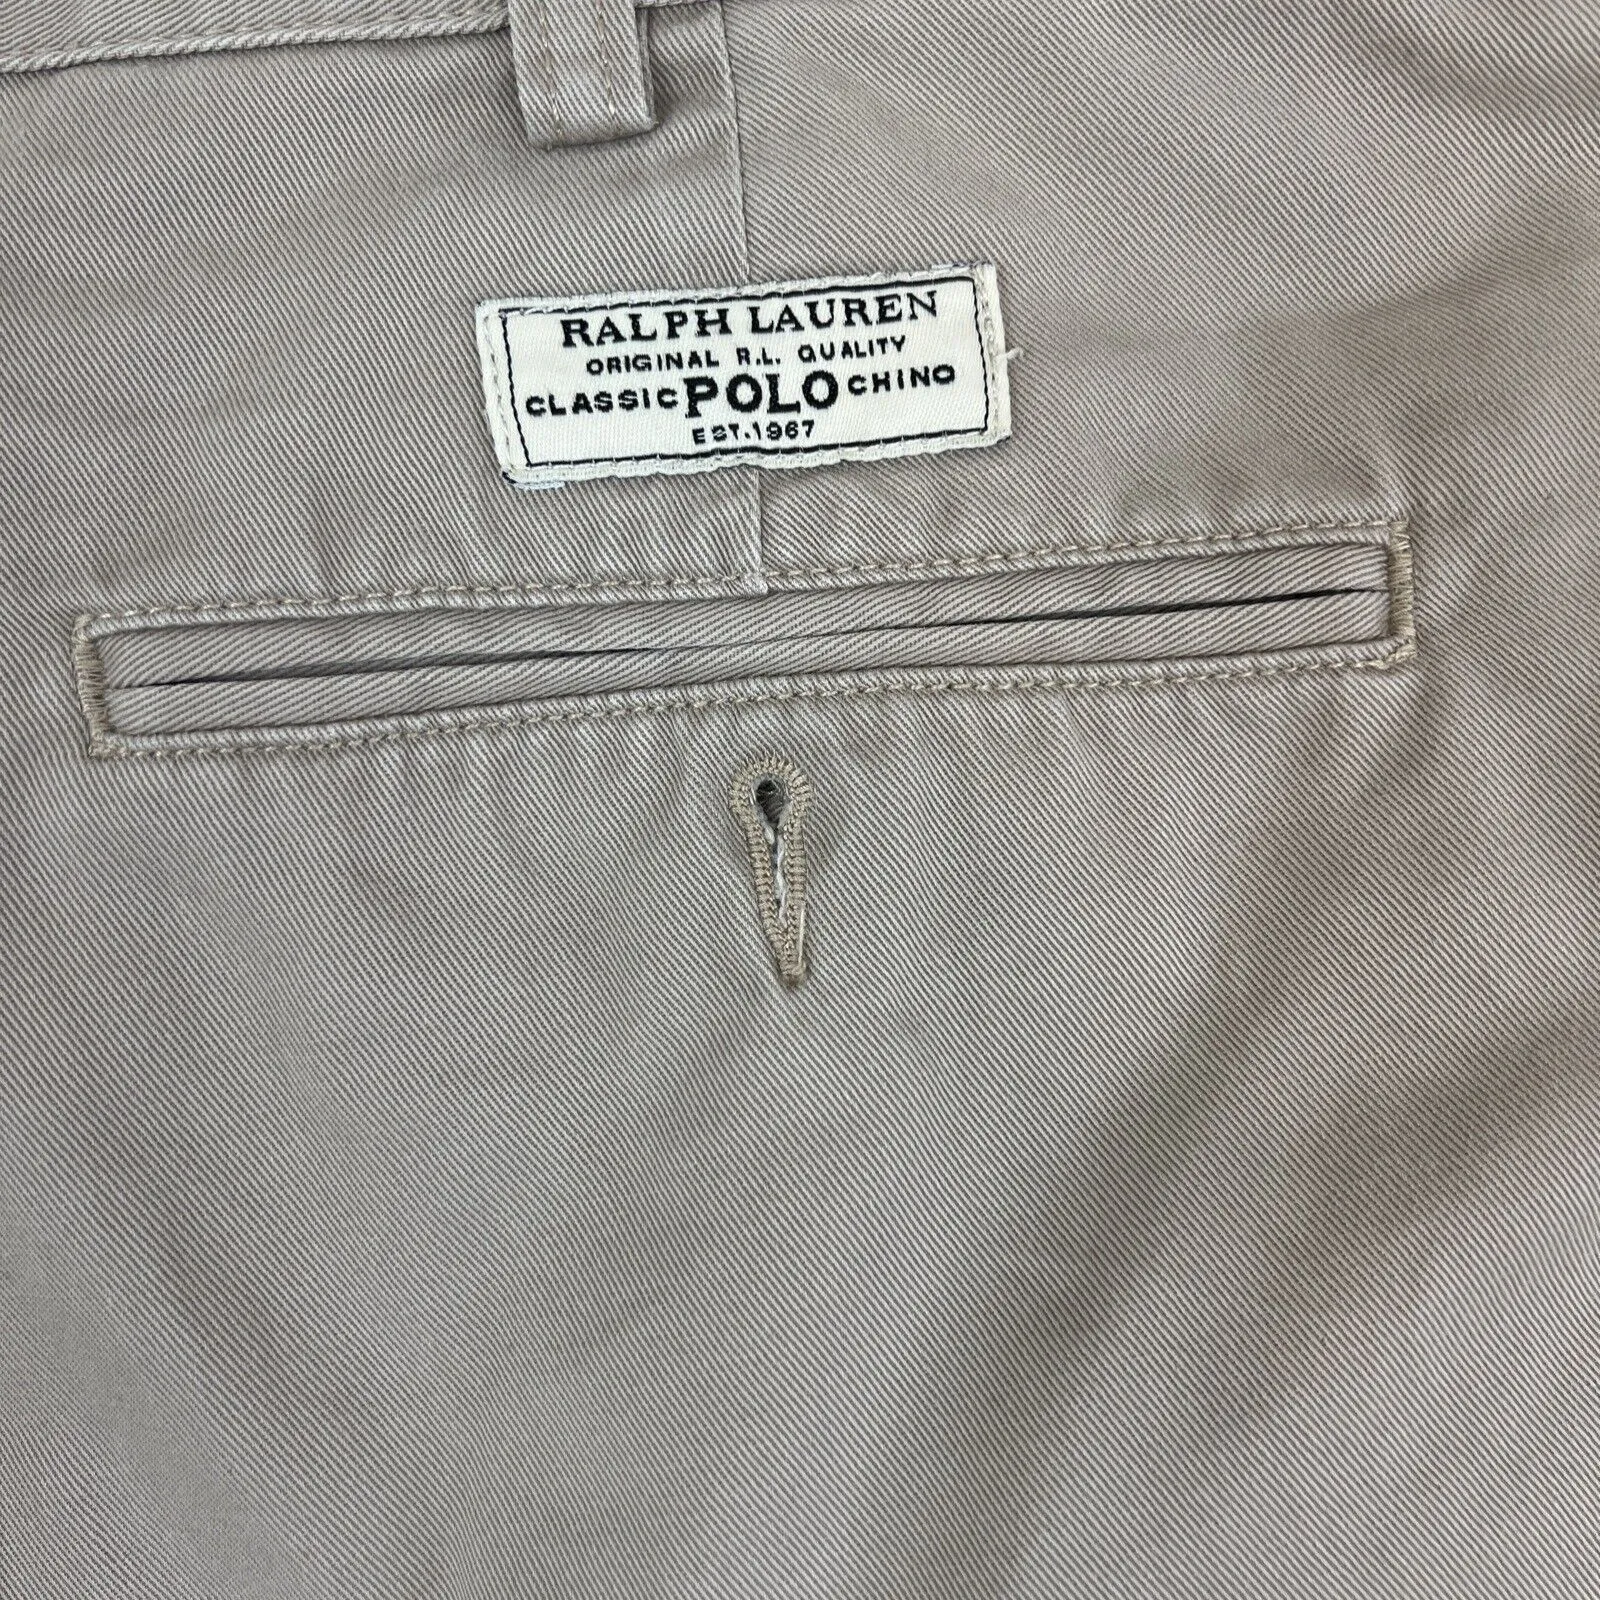 RALPH LAUREN
ORIGINAL R.L. QUALITY
CLASSIC POLO CHINO
EST.1967